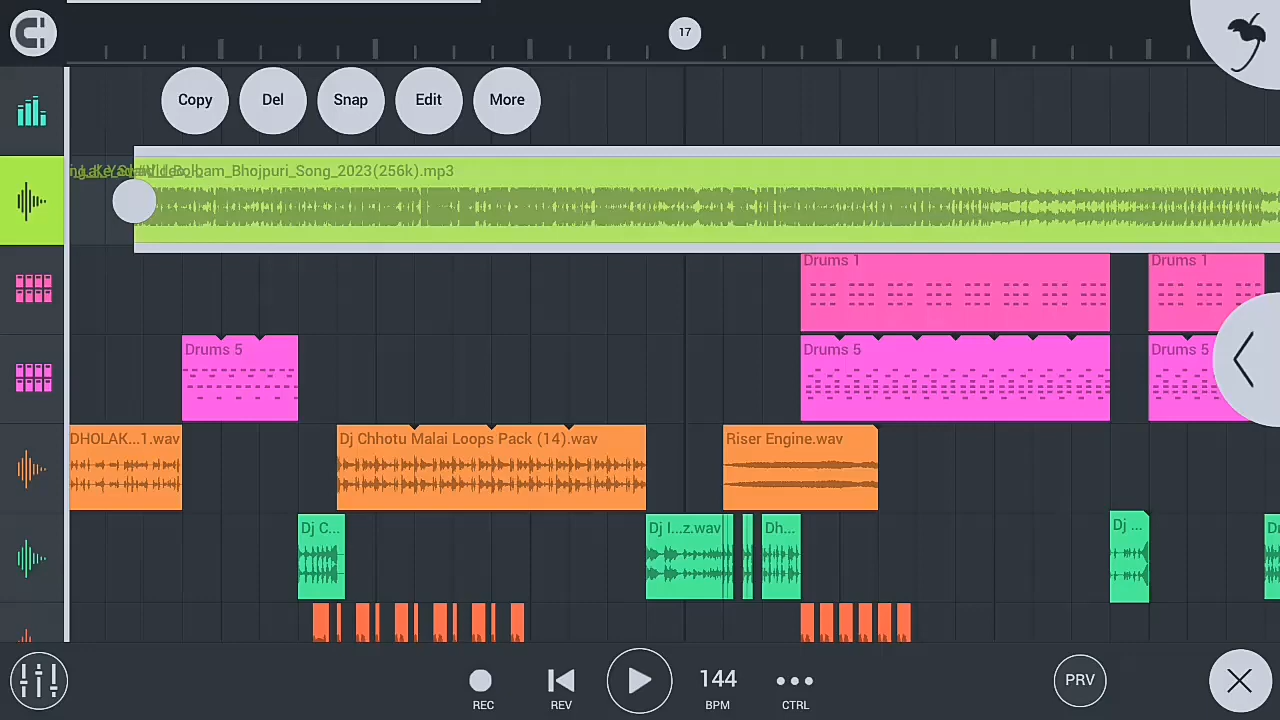 17
Copy Del Snap Edit More
Bolbam_Bhojpuri_Song_2023(256k).mp3
Drums 1 Drums 1
Drums 5 Drums 5 Drums 5
DHOLAK...1.wav Dj Chhotu Malai Loops Pack (14).wav Riser Engine.wav
Dj C... Dj I...z.wav Dh... Dj ...
144 PRV
REC REV BPM CTRL